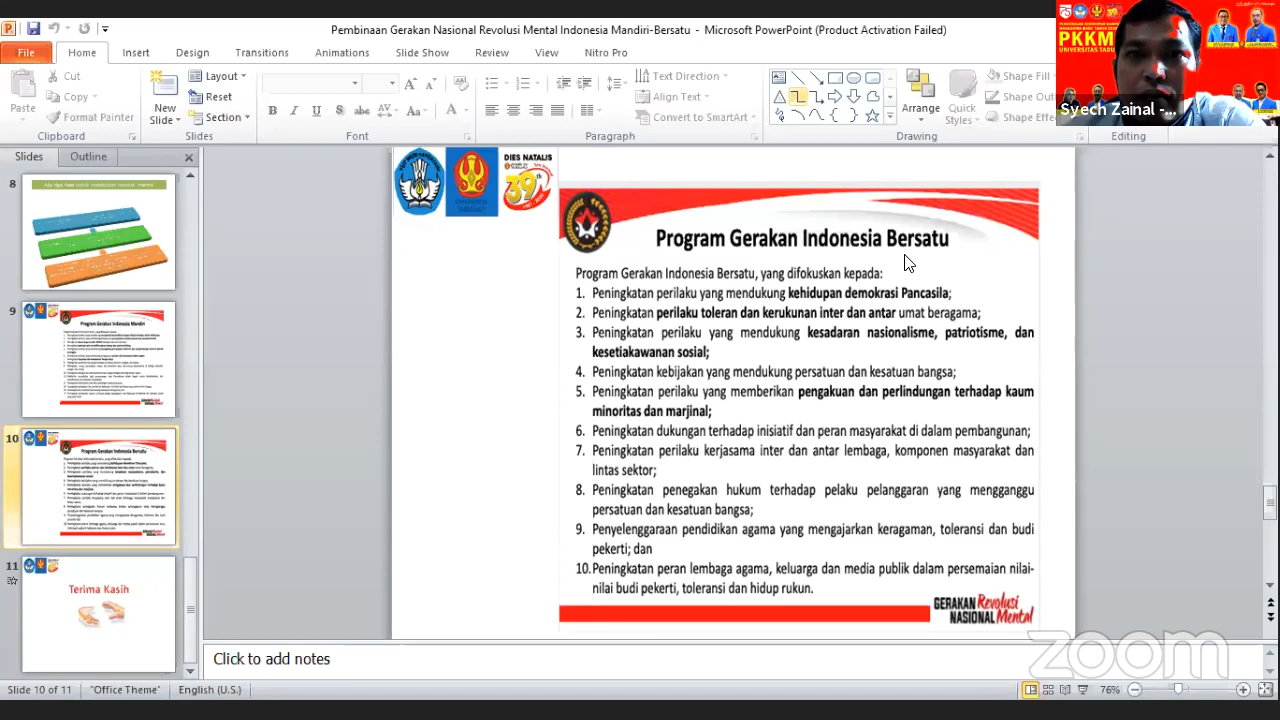 Pembinaan Gerakan Nasional Revolusi Mental Indonesia Mandiri Bersatu - Microsoft PowerPoint (Product Activation Failed)
File Home Insert Design Transitions Animations Slide Show Review View Nitro Pro
Paste
Cut
Copy
Format Painter
Clipboard
New
Slide
Layout
Reset
Section
Slides
Font
Paragraph
Text Direction
Align Text
Convert to SmartArt
Arrange
Quick
Styles
Shape Fill
Shape
Shape
Drawing
Editing
PKKM
UNIVERSITAS
Syech Zainal -...
Slides Outline
8
9
Program Gerakan Indonesia Mandiri
10
Program Gerakan Indonesia Bersatu
11
Terima Kasih
DIES NATALIS
39
Program Gerakan Indonesia Bersatu
Program Gerakan Indonesia Bersatu, yang difokuskan kepada:
1. Peningkatan perilaku yang mendukung kehidupan demokrasi Pancasila;
2. Peningkatan perilaku toleran dan kerukunan inter dan antar umat beragama;
3. Peningkatan perilaku yang mendukung kesadaran nasionalisme, patriotisme, dan
kesetiakawanan sosial;
4. Peningkatan kebijakan yang mendukung persatuan dan kesatuan bangsa;
5. Peningkatan perilaku yang memberikan pengakuan dan perlindungan terhadap kaum
minoritas dan marjinal;
6. Peningkatan dukungan terhadap inisiatif dan peran masyarakat di dalam pembangunan;
7. Peningkatan perilaku kerjasama inter dan antar lembaga, komponen masyarakat dan
lintas sektor;
8. Peningkatan penegakan hukum terhadap pelaku pelanggaran yang mengganggu
persatuan dan kesatuan bangsa;
9. Penyelenggaraan pendidikan agama yang mengajarkan keragaman, toleransi dan budi
pekerti; dan
10. Peningkatan peran lembaga agama, keluarga dan media publik dalam persemaian nilai-
nilai budi pekerti, toleransi dan hidup rukun.
GERAKAN Revolusi
NASIONAL Mental
zoom
Click to add notes
Slide 10 of 11 "Office Theme" English (U.S.) 76%